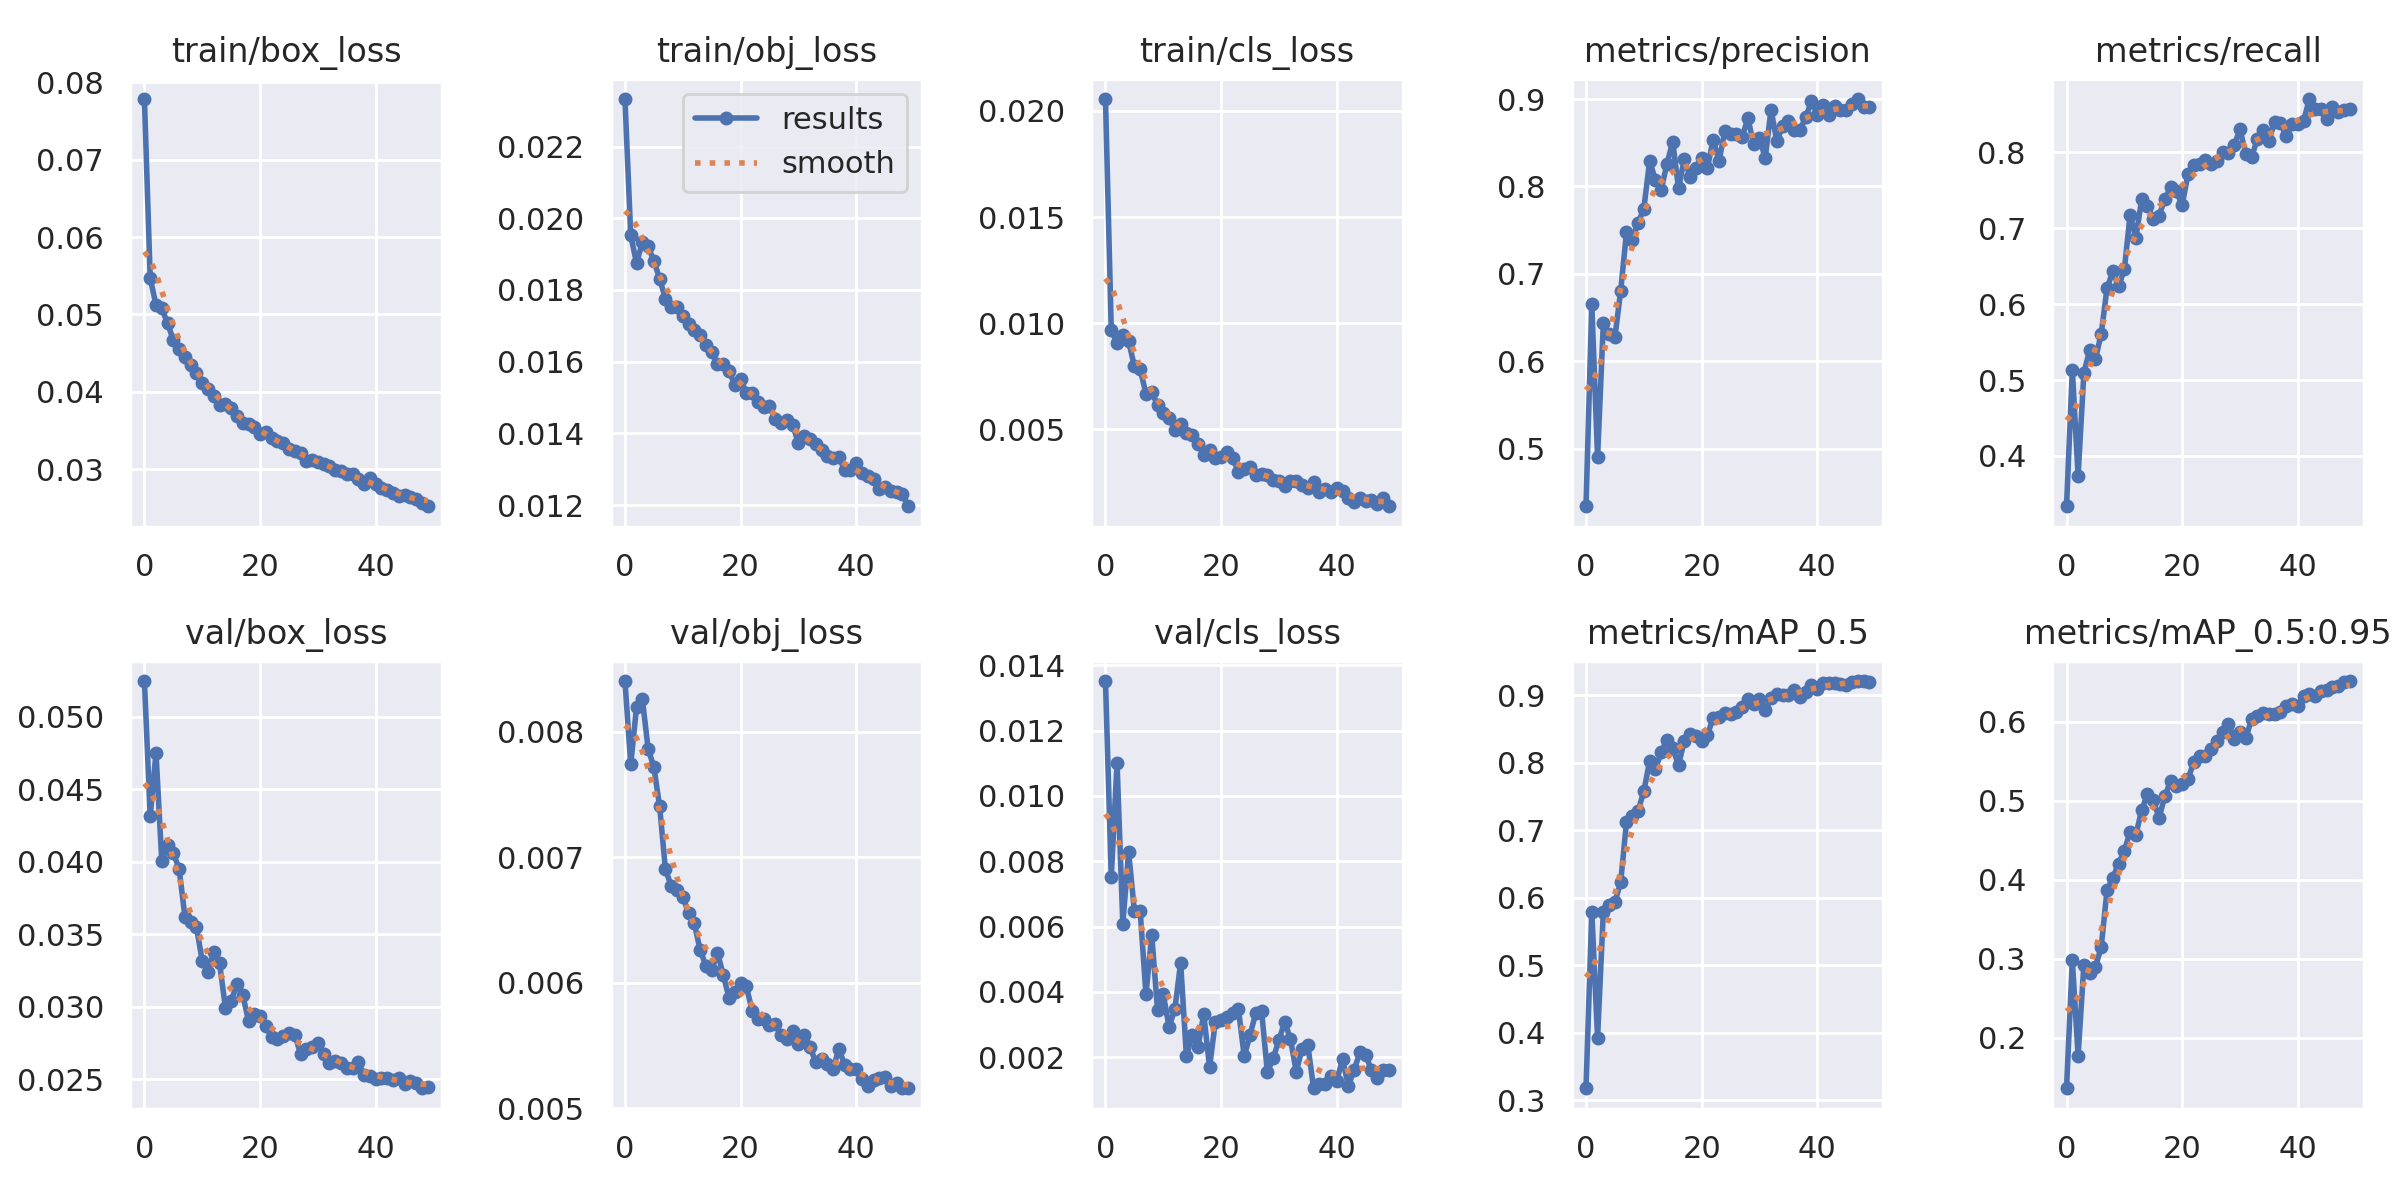 train/box_loss
0.08
0.07
0.06
0.05
0.04
0.03
0 20 40
train/obj_loss
results
smooth
0.022
0.020
0.018
0.016
0.014
0.012
0 20 40
train/cls_loss
0.020
0.015
0.010
0.005
0 20 40
metrics/precision
0.9
0.8
0.7
0.6
0.5
0 20 40
metrics/recall
0.8
0.7
0.6
0.5
0.4
0 20 40
val/box_loss
0.050
0.045
0.040
0.035
0.030
0.025
0 20 40
val/obj_loss
0.008
0.007
0.006
0.005
0 20 40
val/cls_loss
0.014
0.012
0.010
0.008
0.006
0.004
0.002
0 20 40
metrics/mAP_0.5
0.9
0.8
0.7
0.6
0.5
0.4
0.3
0 20 40
metrics/mAP_0.5:0.95
0.6
0.5
0.4
0.3
0.2
0 20 40